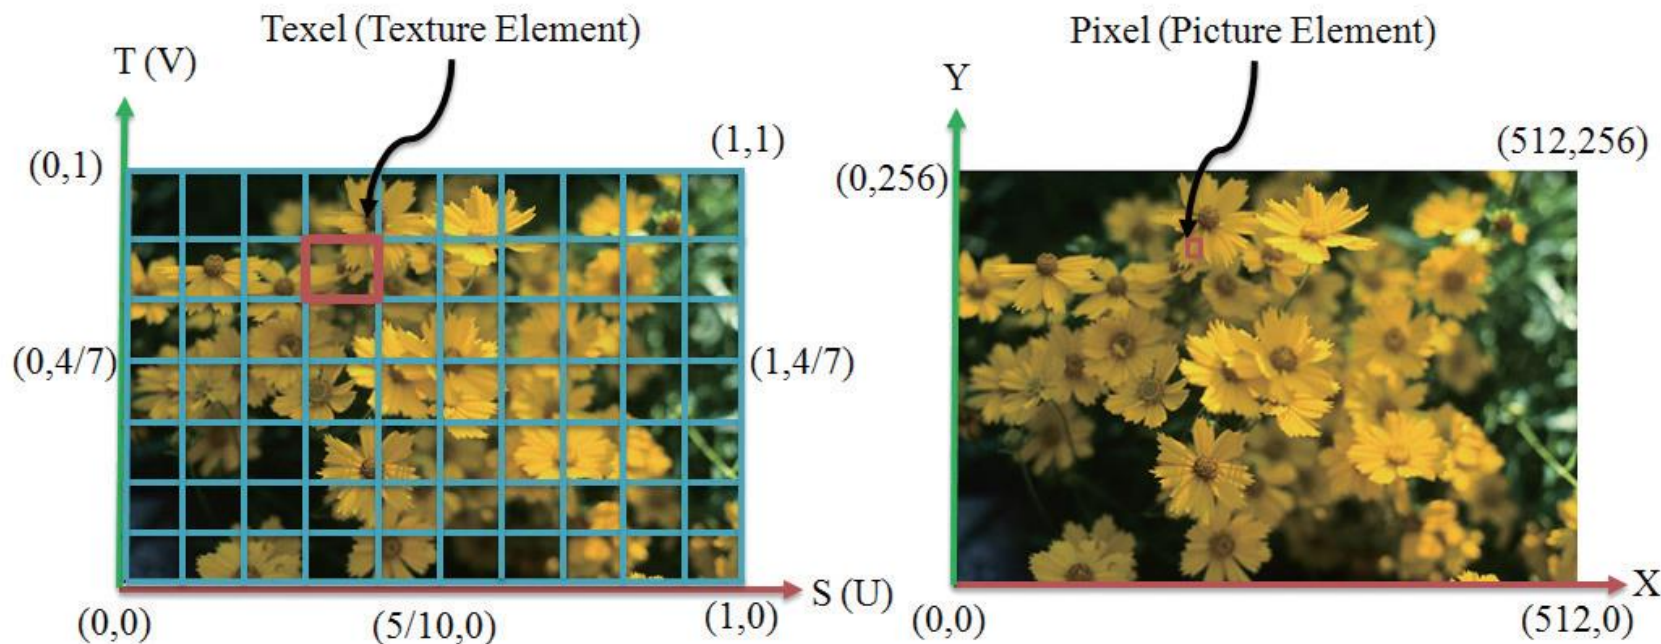 Texel (Texture Element)
T (V)
(0,1)
(1,1)
(0,4/7)
(1,4/7)
S (U)
(0,0)
(5/10,0)
(1,0)
Pixel (Picture Element)
Y
(0,256)
(512,256)
X
(0,0)
(512,0)